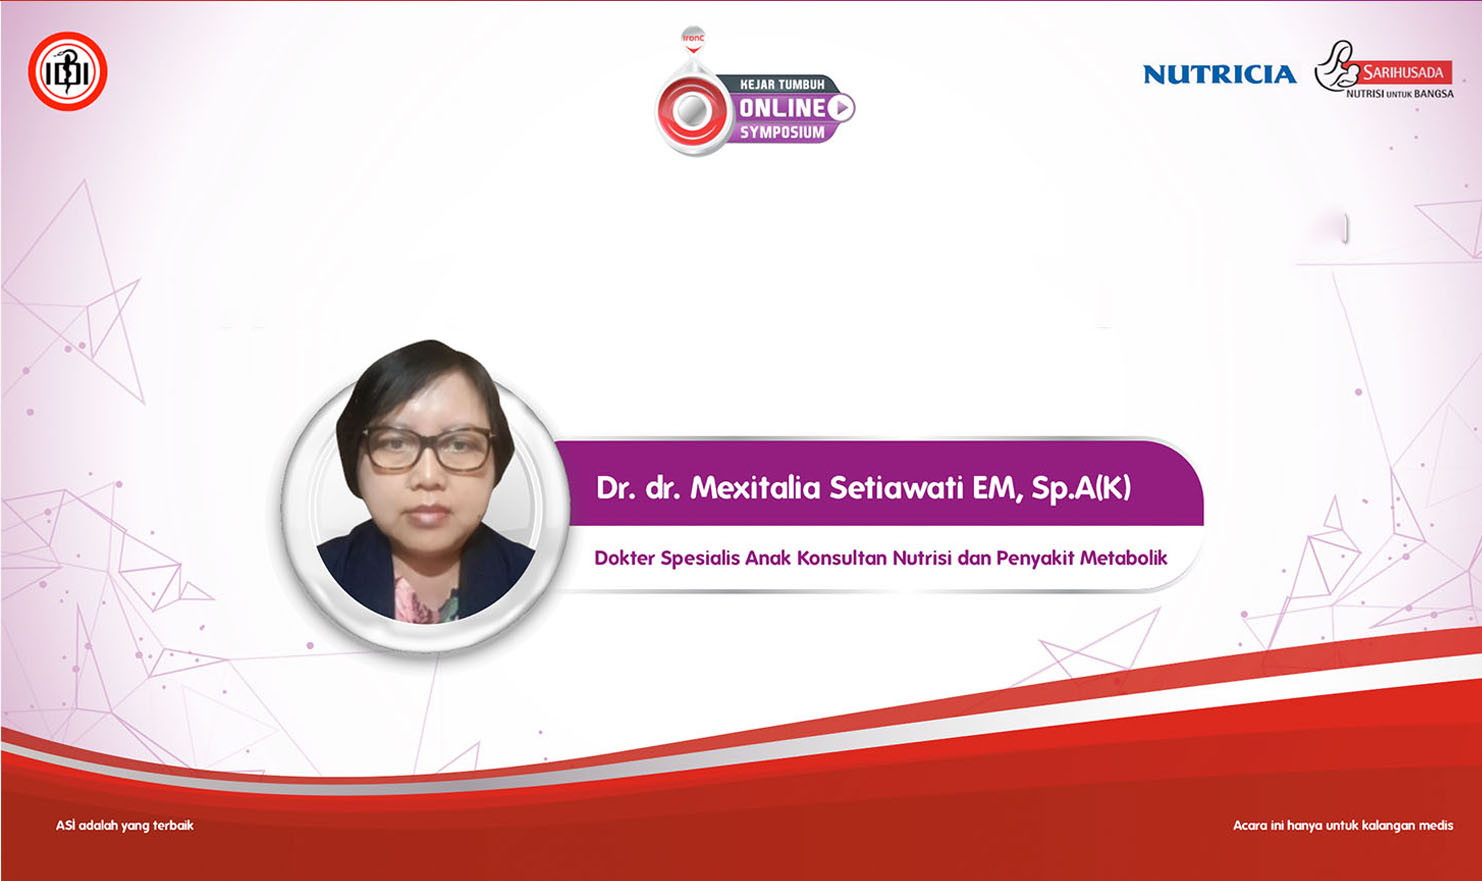 IDI
ironC
KEJAR TUMBUH
ONLINE
SYMPOSIUM
NUTRICIA
SARIHUSADA
NUTRISI UNTUK BANGSA
Dr. dr. Mexitalia Setiawati EM, Sp.A(K)
Dokter Spesialis Anak Konsultan Nutrisi dan Penyakit Metabolik
ASI adalah yang terbaik
Acara ini hanya untuk kalangan medis